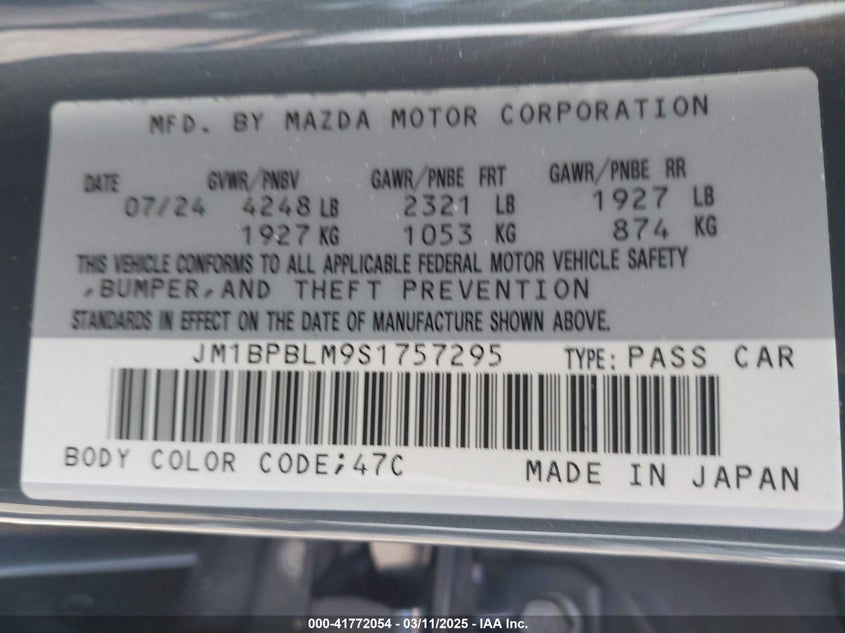 MFD. BY MAZDA MOTOR CORPORATION
DATE GVWR/PNBV GAWR/PNBE FRT GAWR/PNBE RR
07/24 4248 LB 2321 LB 1927 LB
1927 KG 1053 KG 874 KG
THIS VEHICLE CONFORMS TO ALL APPLICABLE FEDERAL MOTOR VEHICLE SAFETY
,BUMPER,AND THEFT PREVENTION
STANDARDS IN EFFECT ON THE DATE OF MANUFACTURE SHOWN ABOVE.
JM1BPBLM9S1757295 TYPE: PASS CAR
BODY COLOR CODE;47C MADE IN JAPAN
000-41772054 - 03/11/2025 - IAA Inc.